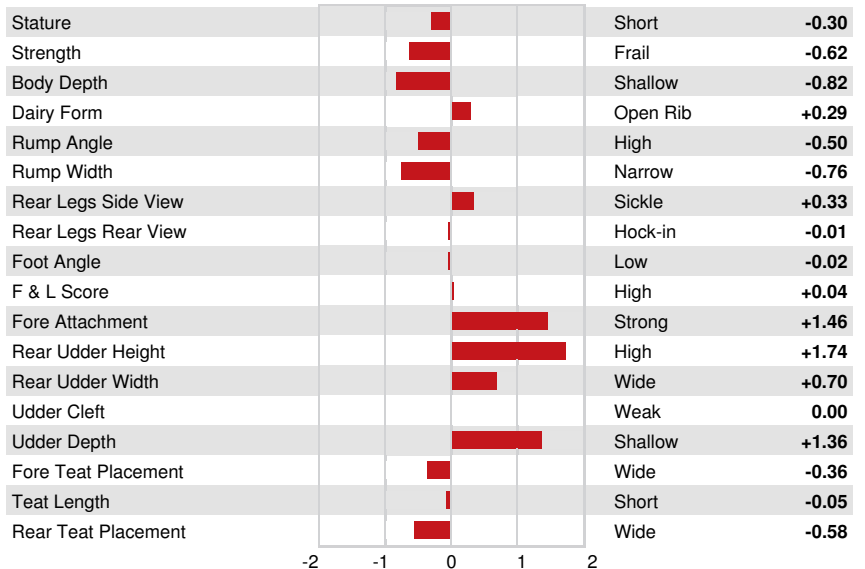 Stature Short -0.30
Strength Frail -0.62
Body Depth Shallow -0.82
Dairy Form Open Rib +0.29
Rump Angle High -0.50
Rump Width Narrow -0.76
Rear Legs Side View Sickle +0.33
Rear Legs Rear View Hock-in -0.01
Foot Angle Low -0.02
F & L Score High +0.04
Fore Attachment Strong +1.46
Rear Udder Height High +1.74
Rear Udder Width Wide +0.70
Udder Cleft Weak 0.00
Udder Depth Shallow +1.36
Fore Teat Placement Wide -0.36
Teat Length Short -0.05
Rear Teat Placement Wide -0.58
-2 -1 0 1 2